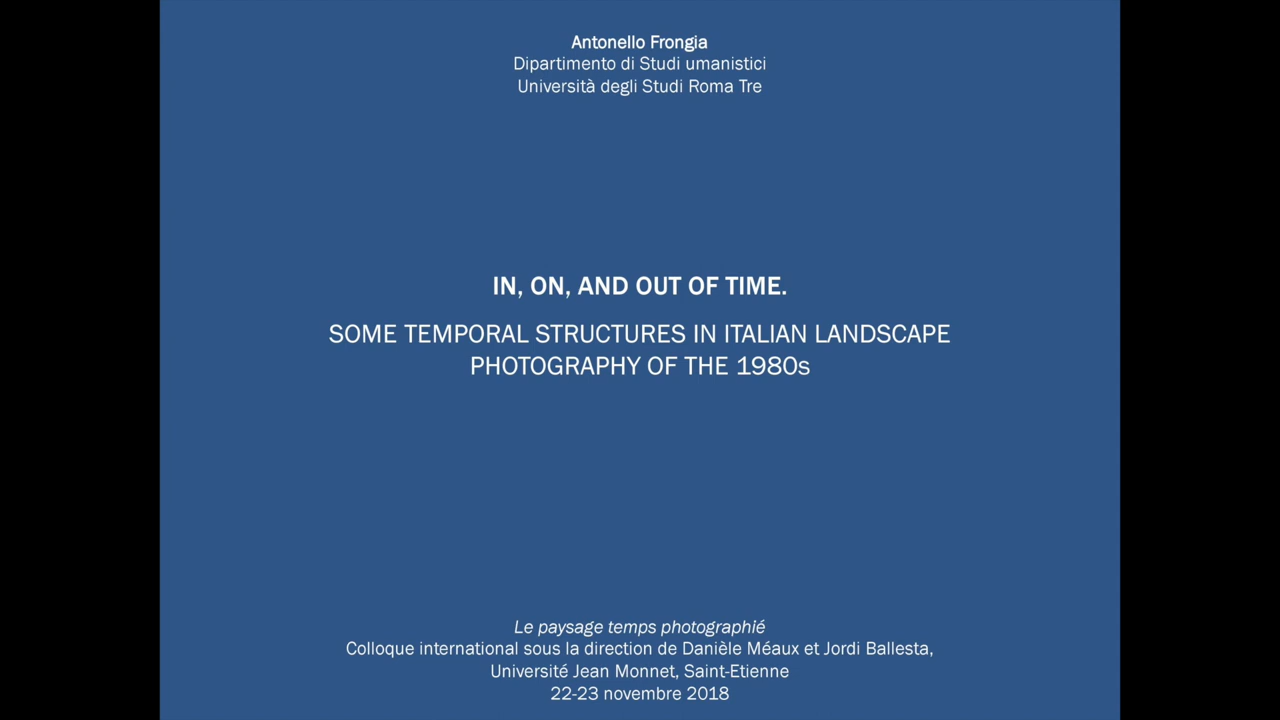 Antonello Frongia
Dipartimento di Studi umanistici
Università degli Studi Roma Tre
IN, ON, AND OUT OF TIME.
SOME TEMPORAL STRUCTURES IN ITALIAN LANDSCAPE
PHOTOGRAPHY OF THE 1980s
Le paysage temps photographié
Colloque international sous la direction de Danièle Méaux et Jordi Ballesta,
Université Jean Monnet, Saint-Etienne
22-23 novembre 2018